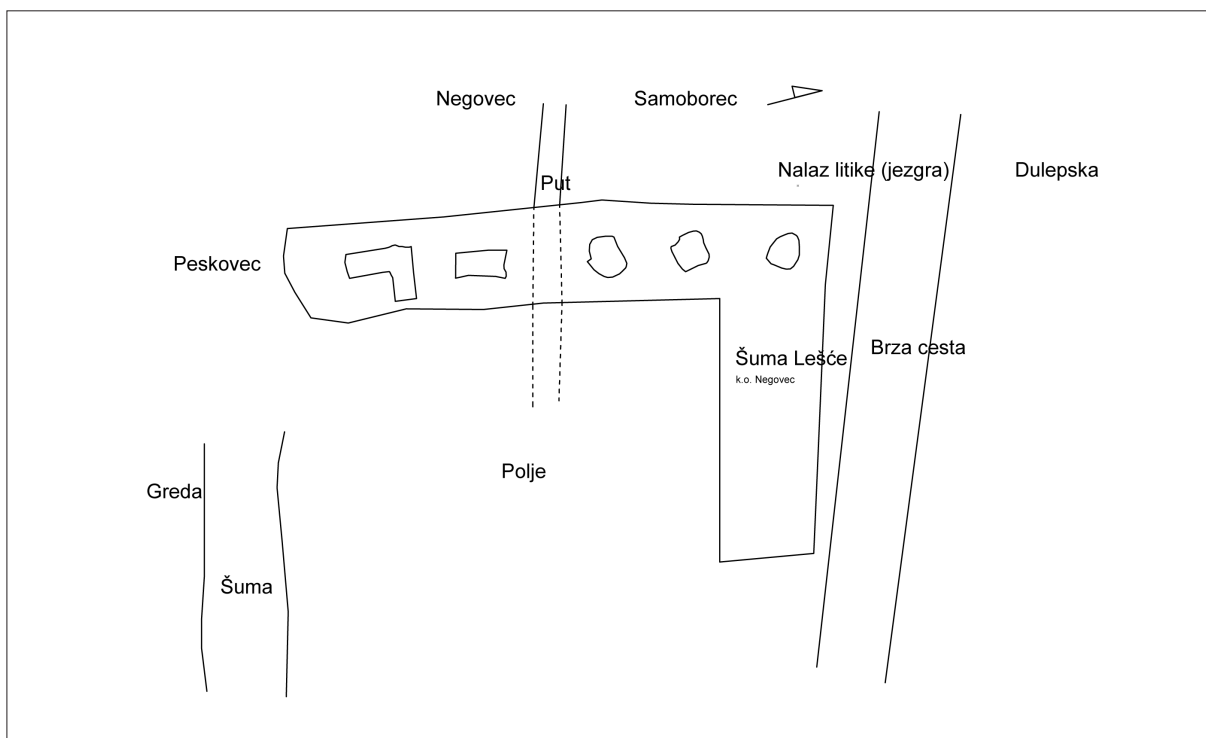 Negovec
Samoborec
Nalaz litike (jezgra)
Dulepska
Put
Peskovec
Brza cesta
Šuma Lešće
k.o. Negovec
Polje
Greda
Šuma